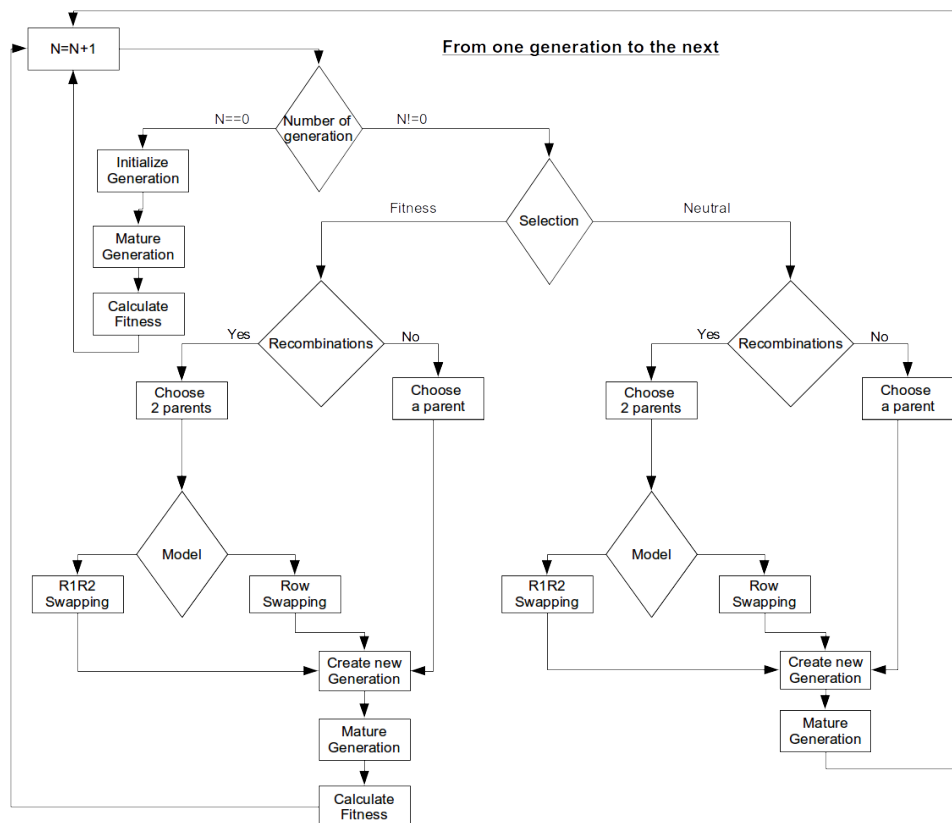 N=N+1
From one generation to the next
N==0
Number of
generation
N!=0
Initialize
Generation
Mature
Generation
Calculate
Fitness
Fitness
Selection
Neutral
Yes
Recombinations
No
Yes
Recombinations
No
Choose
2 parents
Choose
a parent
Choose
2 parents
Choose
a parent
Model
Model
R1R2
Swapping
Row
Swapping
R1R2
Swapping
Row
Swapping
Create new
Generation
Create new
Generation
Mature
Generation
Mature
Generation
Calculate
Fitness